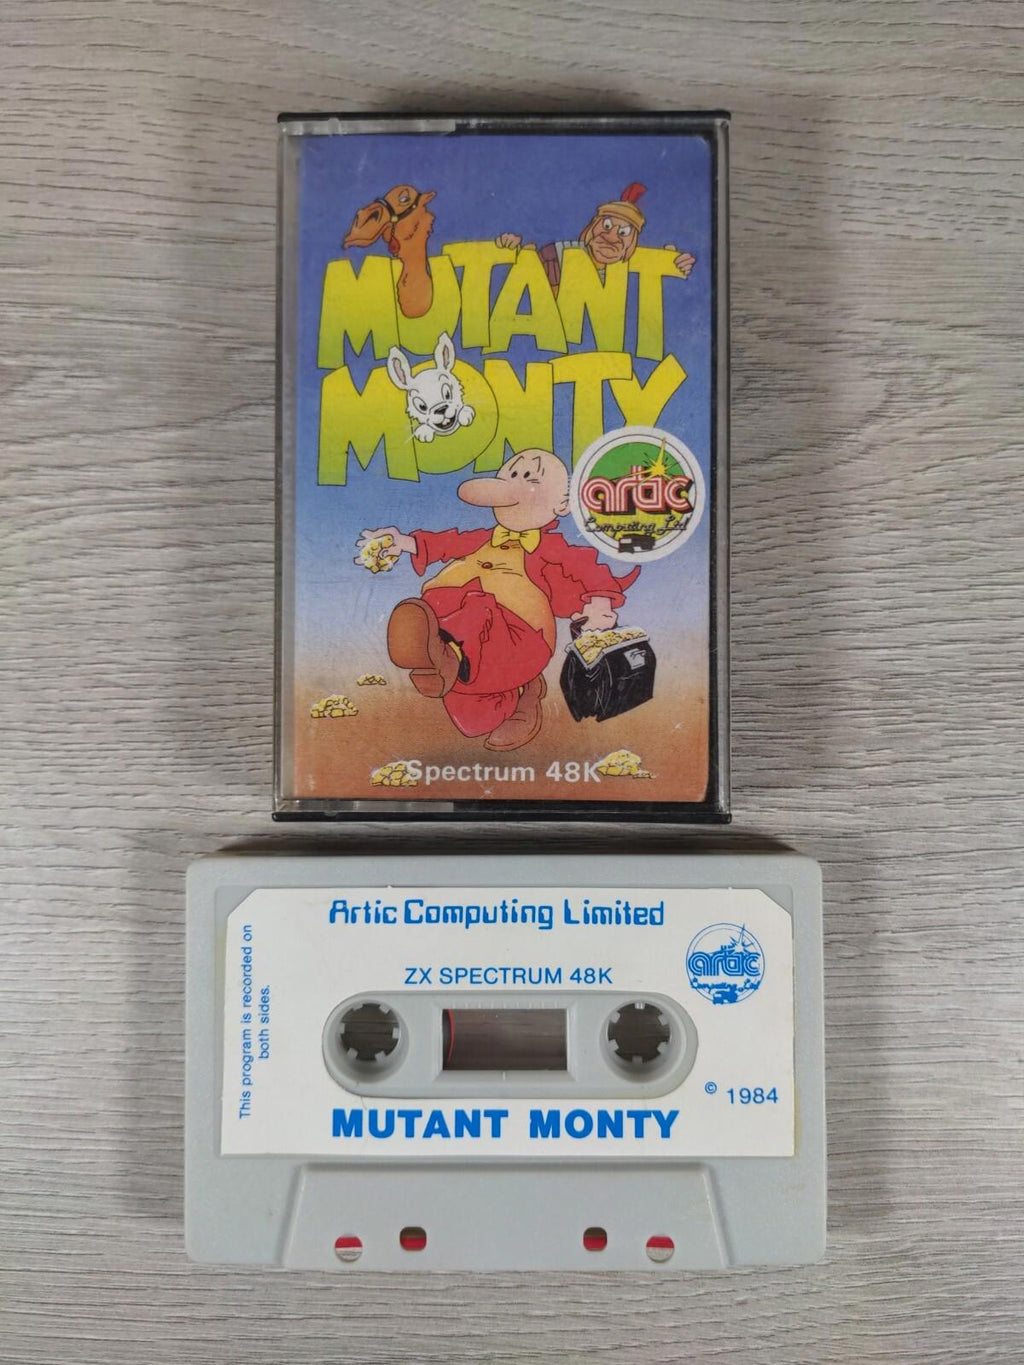 MUTANT
MONTY
artic
Computing Ltd
Spectrum 48K
Artic Computing Limited
ZX SPECTRUM 48K
artic
Computing Ltd
This program is recorded on
both sides.
© 1984
MUTANT MONTY